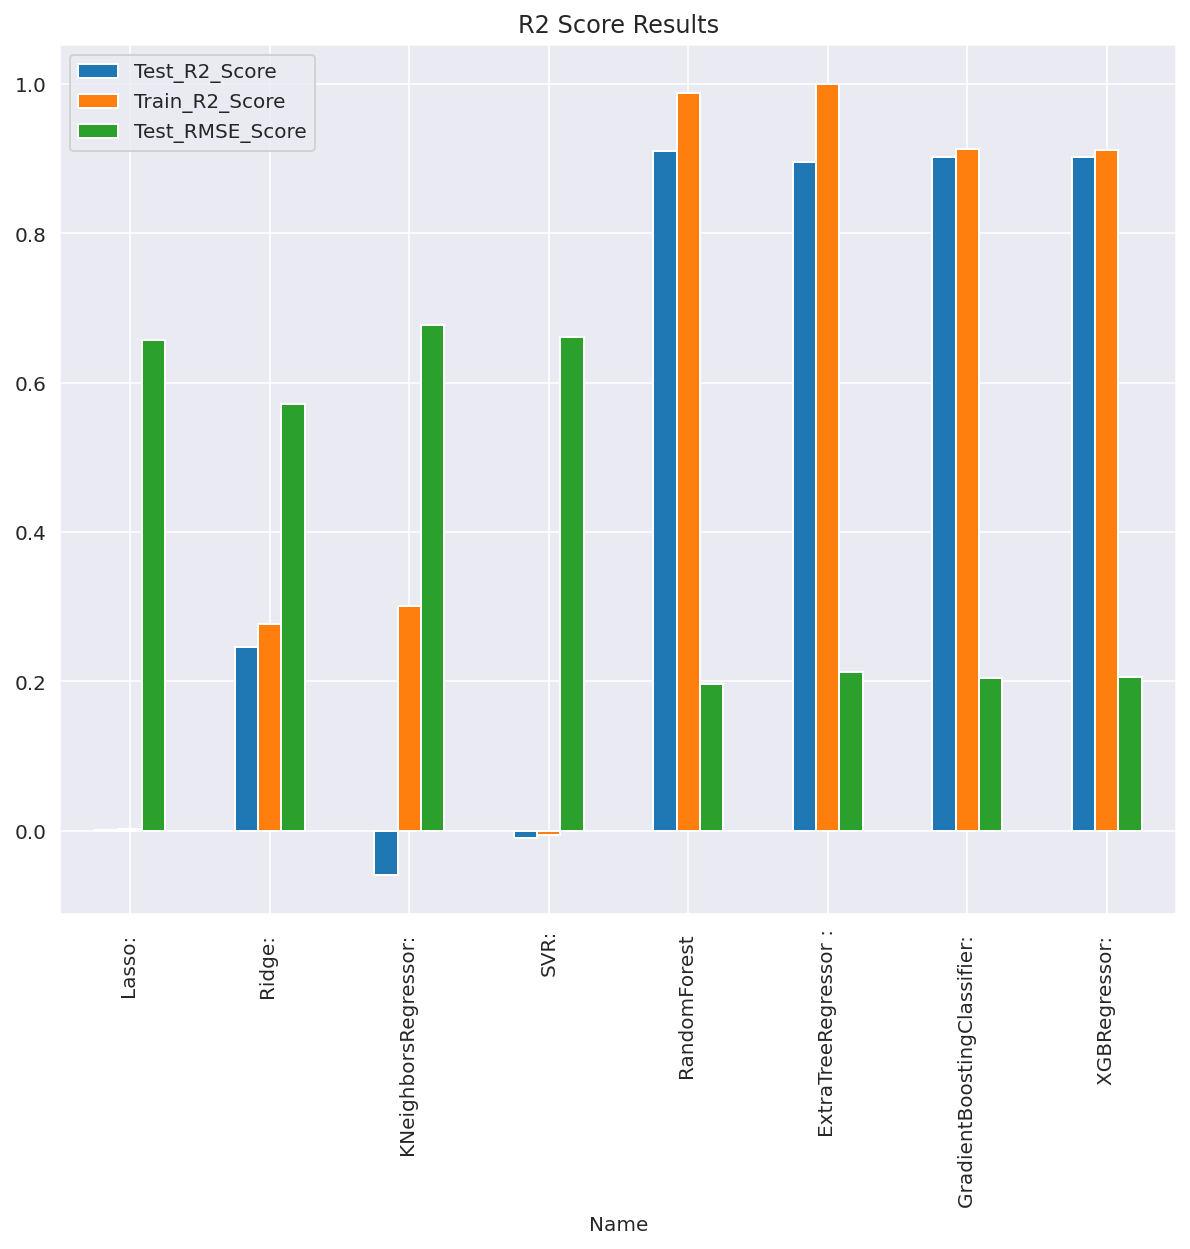 R2 Score Results
Test_R2_Score
Train_R2_Score
Test_RMSE_Score
1.0
0.8
0.6
0.4
0.2
0.0
Lasso:
Ridge:
KNeighborsRegressor:
SVR:
RandomForest
ExtraTreeRegressor :
GradientBoostingClassifier:
XGBRegressor:
Name